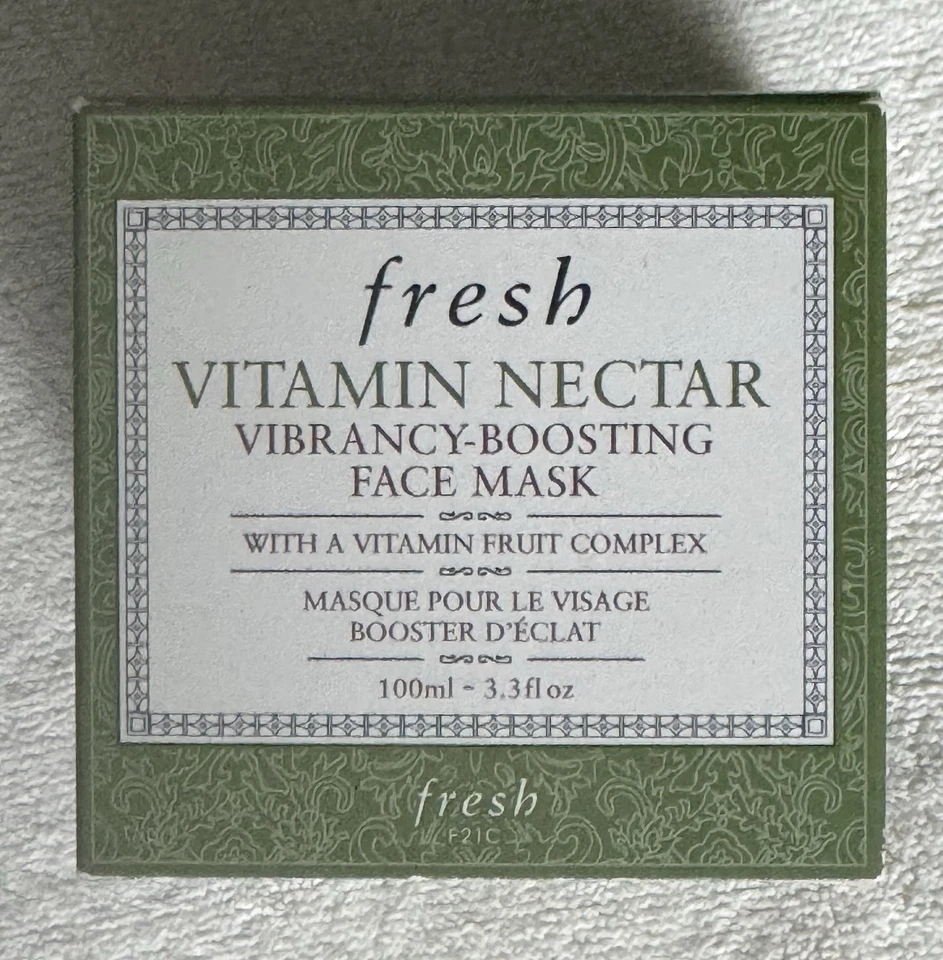 fresh
VITAMIN NECTAR
VIBRANCY-BOOSTING
FACE MASK
WITH A VITAMIN FRUIT COMPLEX
MASQUE POUR LE VISAGE
BOOSTER D'ÉCLAT
100ml ~ 3.3fl oz
fresh
F21C